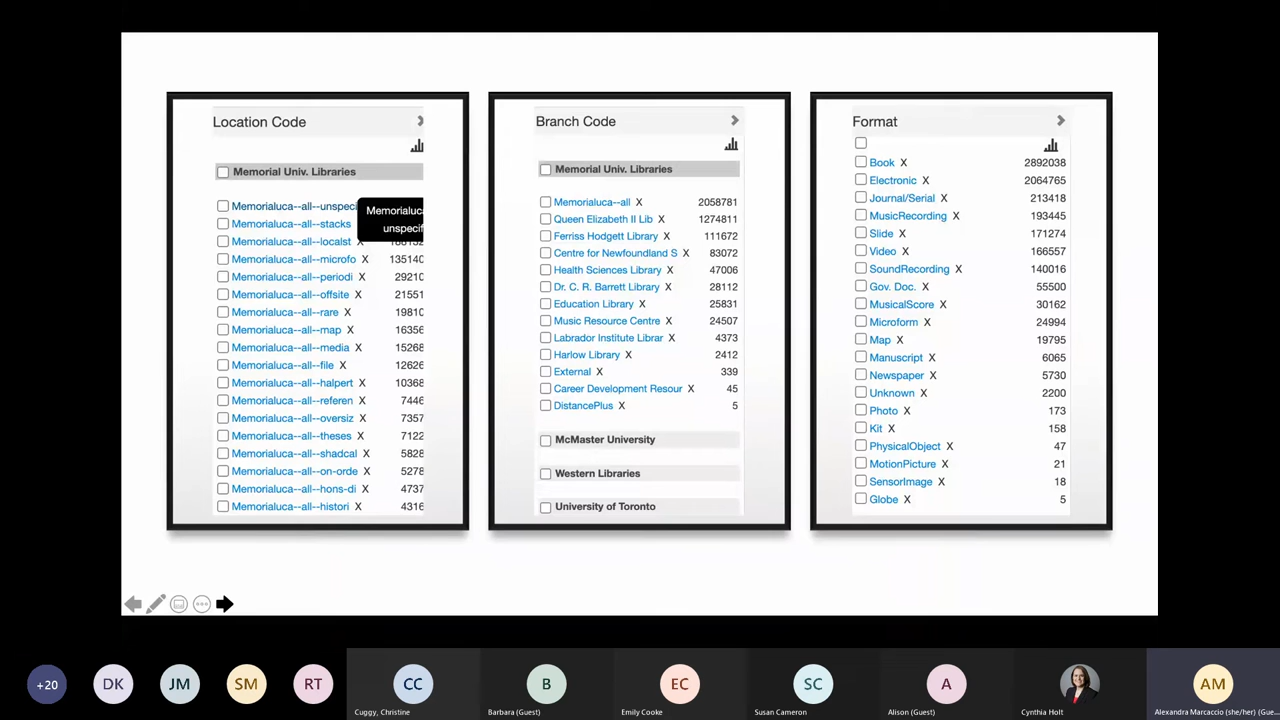 Location Code
Memorial Univ. Libraries
Memorialuca--all--unspeci
Memorialuca
unspecif
Memorialuca--all--stacks
Memorialuca--all--localst X
Memorialuca--all--microfo X 135140
Memorialuca--all--periodi X 29210
Memorialuca--all--offsite X 21551
Memorialuca--all--rare X 19810
Memorialuca--all--map X 16356
Memorialuca--all--media X 15268
Memorialuca--all--file X 12626
Memorialuca--all--halpert X 10368
Memorialuca--all--referen X 7446
Memorialuca--all--oversiz X 7357
Memorialuca--all--theses X 7122
Memorialuca--all--shadcal X 5828
Memorialuca--all--on-orde X 5278
Memorialuca--all--hons-di X 4737
Memorialuca--all--histori X 4316
Branch Code
Memorial Univ. Libraries
Memorialuca--all X 2058781
Queen Elizabeth II Lib X 1274811
Ferriss Hodgett Library X 111672
Centre for Newfoundland S X 83072
Health Sciences Library X 47006
Dr. C. R. Barrett Library X 28112
Education Library X 25831
Music Resource Centre X 24507
Labrador Institute Librar X 4373
Harlow Library X 2412
External X 339
Career Development Resour X 45
DistancePlus X 5
McMaster University
Western Libraries
University of Toronto
Format
Book X 2892038
Electronic X 2064765
Journal/Serial X 213418
MusicRecording X 193445
Slide X 171274
Video X 166557
SoundRecording X 140016
Gov. Doc. X 55500
MusicalScore X 30162
Microform X 24994
Map X 19795
Manuscript X 6065
Newspaper X 5730
Unknown X 2200
Photo X 173
Kit X 158
PhysicalObject X 47
MotionPicture X 21
SensorImage X 18
Globe X 5
+20
DK
JM
SM
RT
CC
Cuggy, Christine
B
Barbara (Guest)
EC
Emily Cooke
SC
Susan Cameron
A
Alison (Guest)
Cynthia Holt
AM
Alexandra Marcaccio (she/her) (Gue...